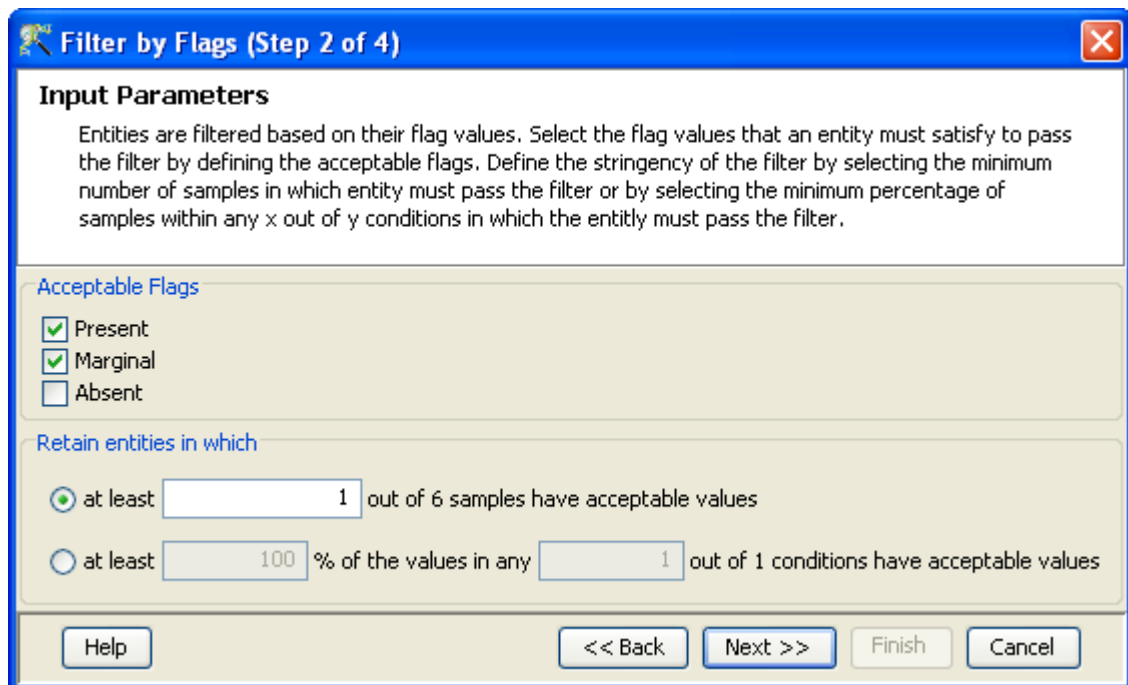 Filter by Flags (Step 2 of 4)
Input Parameters
Entities are filtered based on their flag values. Select the flag values that an entity must satisfy to pass
the filter by defining the acceptable flags. Define the stringency of the filter by selecting the minimum
number of samples in which entity must pass the filter or by selecting the minimum percentage of
samples within any x out of y conditions in which the entitly must pass the filter.
Acceptable Flags
Present
Marginal
Absent
Retain entities in which
at least 1 out of 6 samples have acceptable values
at least 100 % of the values in any 1 out of 1 conditions have acceptable values
Help << Back Next >> Finish Cancel